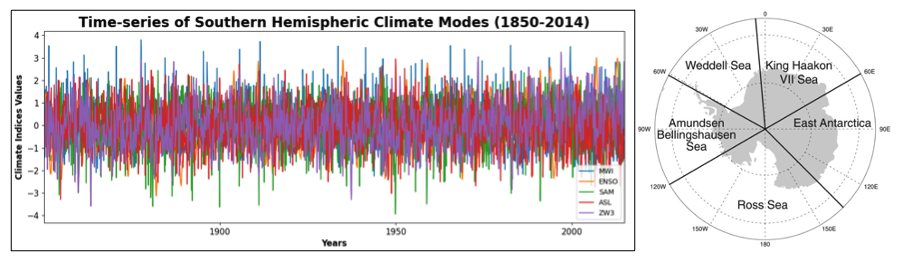 Time-series of Southern Hemispheric Climate Modes (1850-2014)
Climate Indices Values
4
3
2
1
0
−1
−2
−3
−4
1900
1950
2000
Years
MWI
ENSO
SAM
ASL
ZW3
0
30W
30E
Weddell Sea
King Haakon
VII Sea
60W
60E
Amundsen
Bellingshausen
Sea
East Antarctica
90W
90E
120W
120E
Ross Sea
150W
150E
180